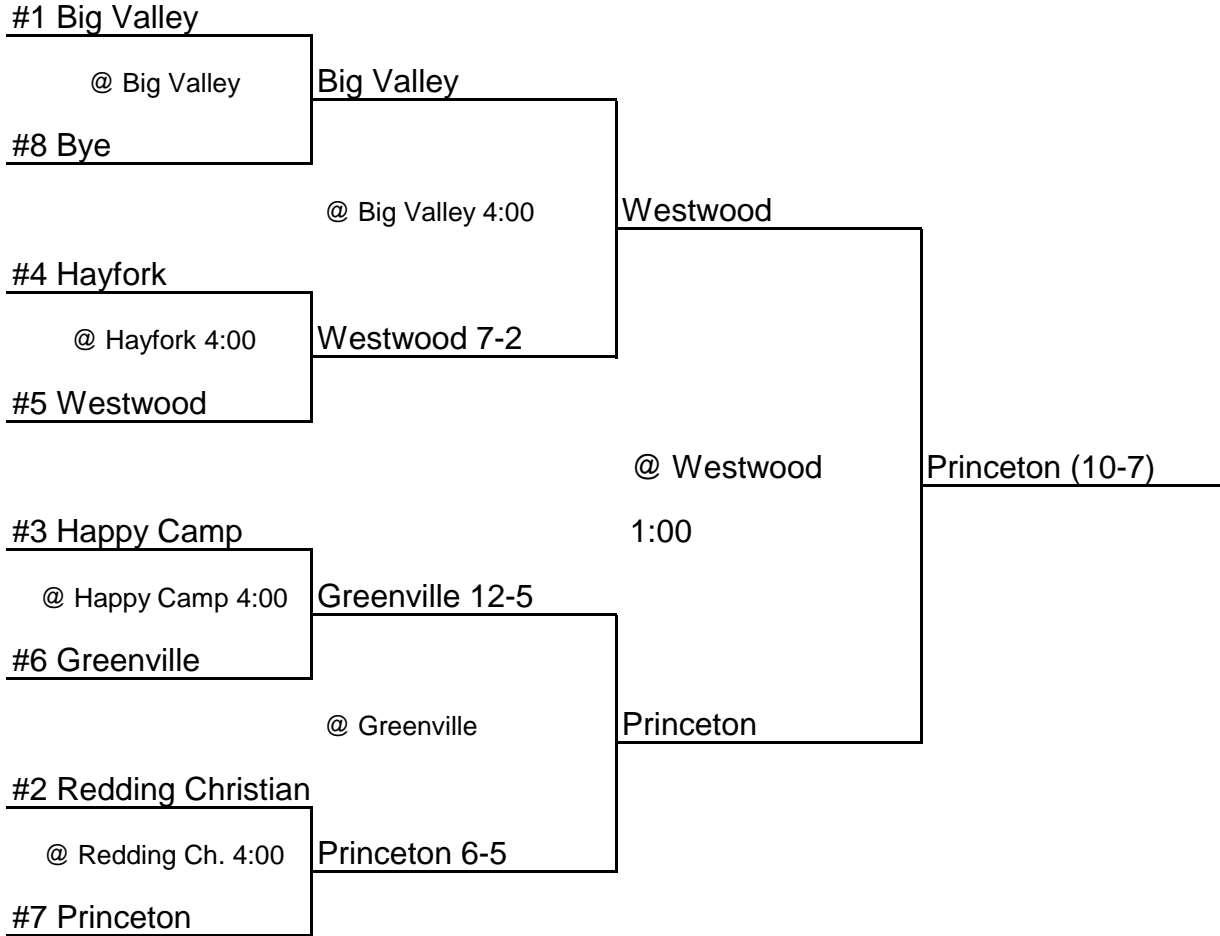 #1 Big Valley
@ Big Valley
Big Valley
#8 Bye
@ Big Valley 4:00
Westwood
#4 Hayfork
@ Hayfork 4:00
Westwood 7-2
#5 Westwood
@ Westwood
1:00
Princeton (10-7)
#3 Happy Camp
@ Happy Camp 4:00
Greenville 12-5
#6 Greenville
@ Greenville
Princeton
#2 Redding Christian
@ Redding Ch. 4:00
Princeton 6-5
#7 Princeton